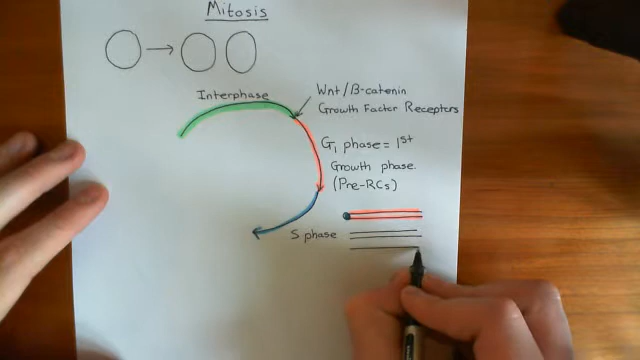 Mitosis
Interphase
Wnt/β-catenin
Growth Factor Receptors
G₁ phase = 1st
Growth phase.
(Pre-RCs)
S phase